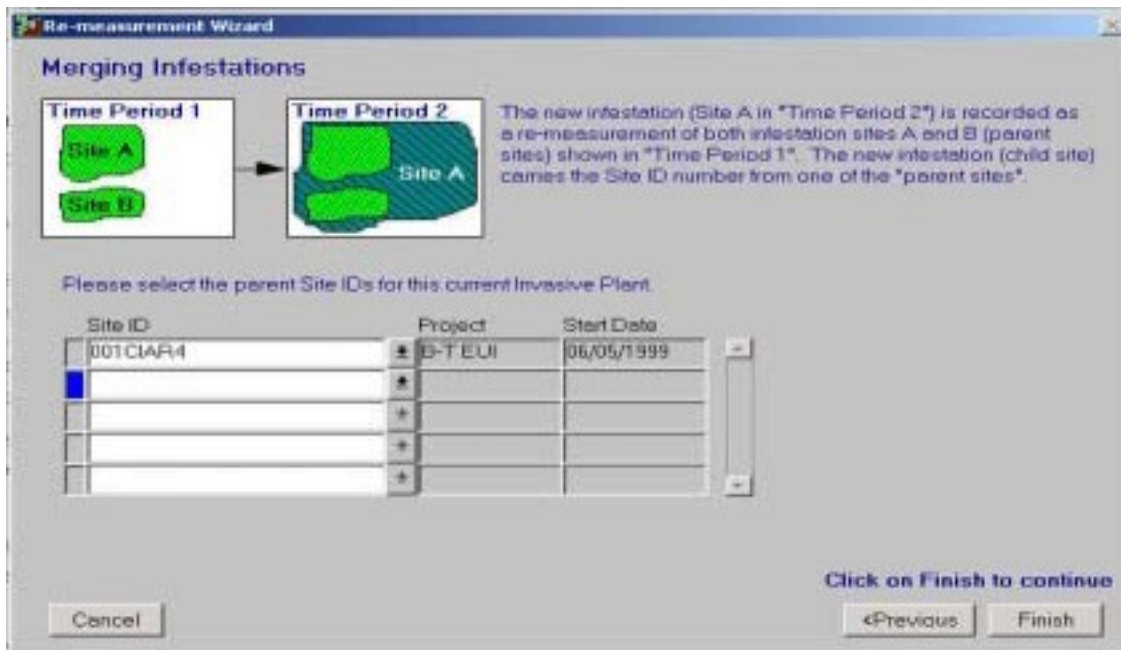 Re-measurement Wizard
Merging Infestations
Time Period 1
Site A
Site B
Time Period 2
Site A
The new infestation (Site A in "Time Period 2") is recorded as
a re-measurement of both infestation sites A and B (parent
sites) shown in "Time Period 1". The new infestation (child site)
carries the Site ID number from one of the "parent sites".
Please select the parent Site IDs for this current Invasive Plant
Site ID Project Start Date
001CIAR4 B-T EUI 06/05/1999
Click on Finish to continue
Cancel <Previous Finish